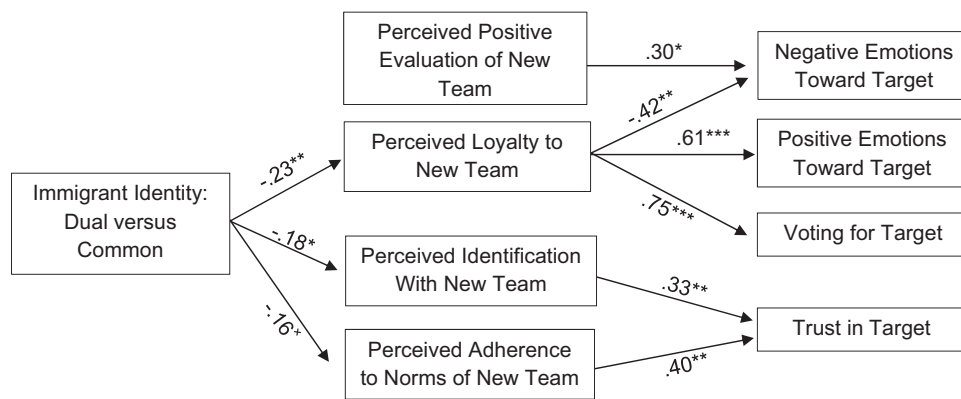 Perceived Positive
Evaluation of New
Team
.30*
Negative Emotions
Toward Target
-.42**
Perceived Loyalty to
New Team
.61***
Positive Emotions
Toward Target
-.23**
Immigrant Identity:
Dual versus
Common
.75***
Voting for Target
-.18*
Perceived Identification
With New Team
.33**
Trust in Target
-.16⁺
Perceived Adherence
to Norms of New Team
.40**